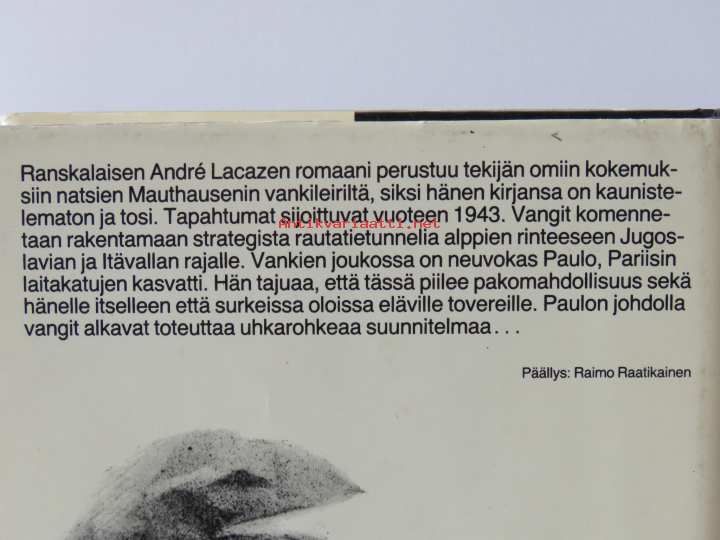 Ranskalaisen André Lacazen romaani perustuu tekijän omiin kokemuk-
siin natsien Mauthausenin vankileiriltä, siksi hänen kirjansa on kauniste-
lematon ja tosi. Tapahtumat sijoittuvat vuoteen 1943. Vangit komenne-
Antikvariaatti.net
taan rakentamaan strategista rautatietunnelia alppien rinteeseen Jugos-
lavian ja Itävallan rajalle. Vankien joukossa on neuvokas Paulo, Pariisin
laitakatujen kasvatti. Hän tajuaa, että tässä piilee pakomahdollisuus sekä
hänelle itselleen että surkeissa oloissa eläville tovereille. Paulon johdolla
vangit alkavat toteuttaa uhkarohkeaa suunnitelmaa...
Päällys: Raimo Raatikainen